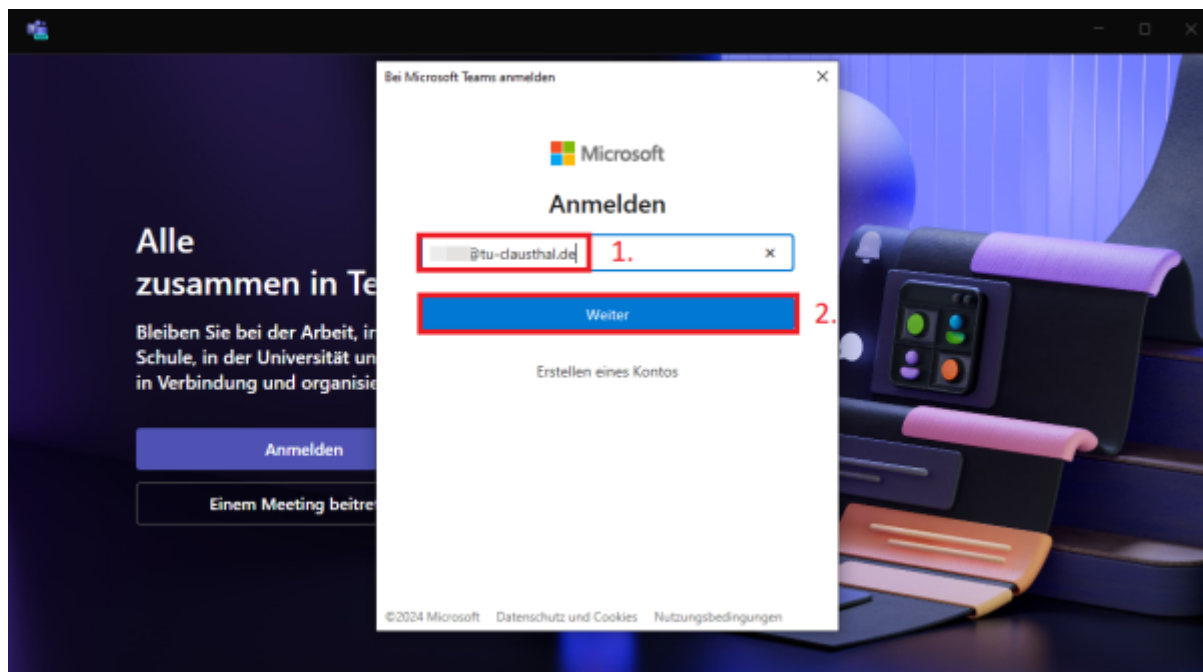 Bei Microsoft Teams anmelden
Microsoft
Anmelden
@tu-clausthal.de
1.
Weiter
2.
Erstellen eines Kontos
©2024 Microsoft Datenschutz und Cookies Nutzungsbedingungen
Alle
zusammen in Te
Bleiben Sie bei der Arbeit, in
Schule, in der Universität un
in Verbindung und organisie
Anmelden
Einem Meeting beitre